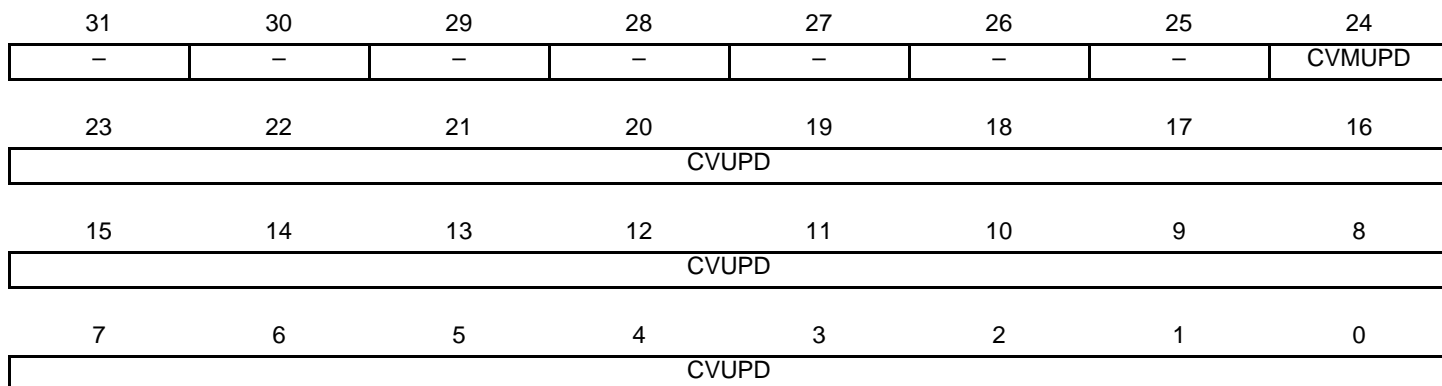 31 30 29 28 27 26 25 24
– – – – – – – CVMUPD
23 22 21 20 19 18 17 16
CVUPD
15 14 13 12 11 10 9 8
CVUPD
7 6 5 4 3 2 1 0
CVUPD